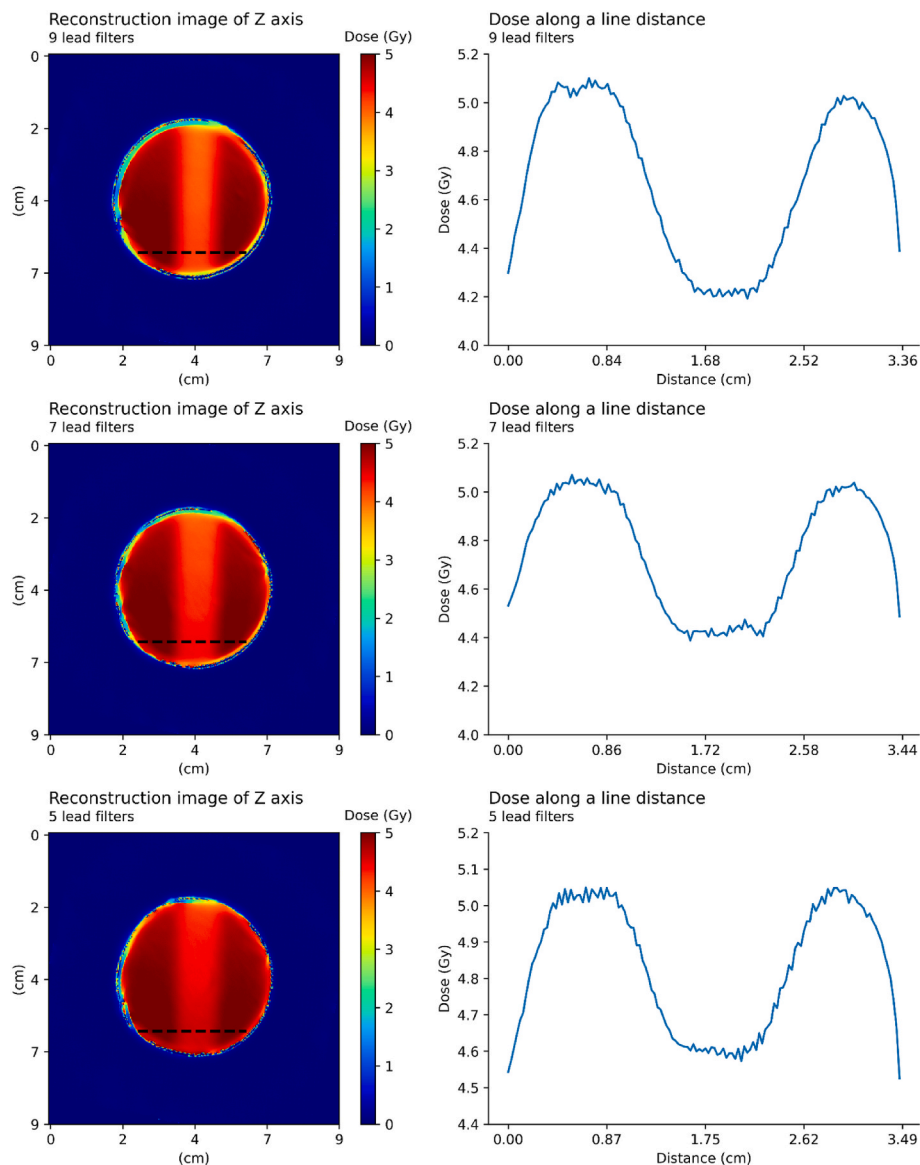 Reconstruction image of Z axis
9 lead filters
Dose (Gy)
0
2
4
7
9
(cm)
0 2 4 7 9
(cm)
5
4
3
2
1
0
Dose along a line distance
9 lead filters
5.2
5.0
4.8
4.6
4.4
4.2
4.0
Dose (Gy)
0.00 0.84 1.68 2.52 3.36
Distance (cm)
Reconstruction image of Z axis
7 lead filters
Dose (Gy)
0
2
4
7
9
(cm)
0 2 4 7 9
(cm)
5
4
3
2
1
0
Dose along a line distance
7 lead filters
5.2
5.0
4.8
4.6
4.4
4.2
4.0
Dose (Gy)
0.00 0.86 1.72 2.58 3.44
Distance (cm)
Reconstruction image of Z axis
5 lead filters
Dose (Gy)
0
2
4
7
9
(cm)
0 2 4 7 9
(cm)
5
4
3
2
1
0
Dose along a line distance
5 lead filters
5.2
5.1
5.0
4.9
4.8
4.7
4.6
4.5
4.4
Dose (Gy)
0.00 0.87 1.75 2.62 3.49
Distance (cm)